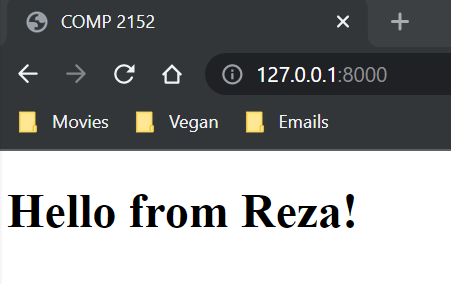 COMP 2152
127.0.0.1:8000
Movies Vegan Emails
Hello from Reza!